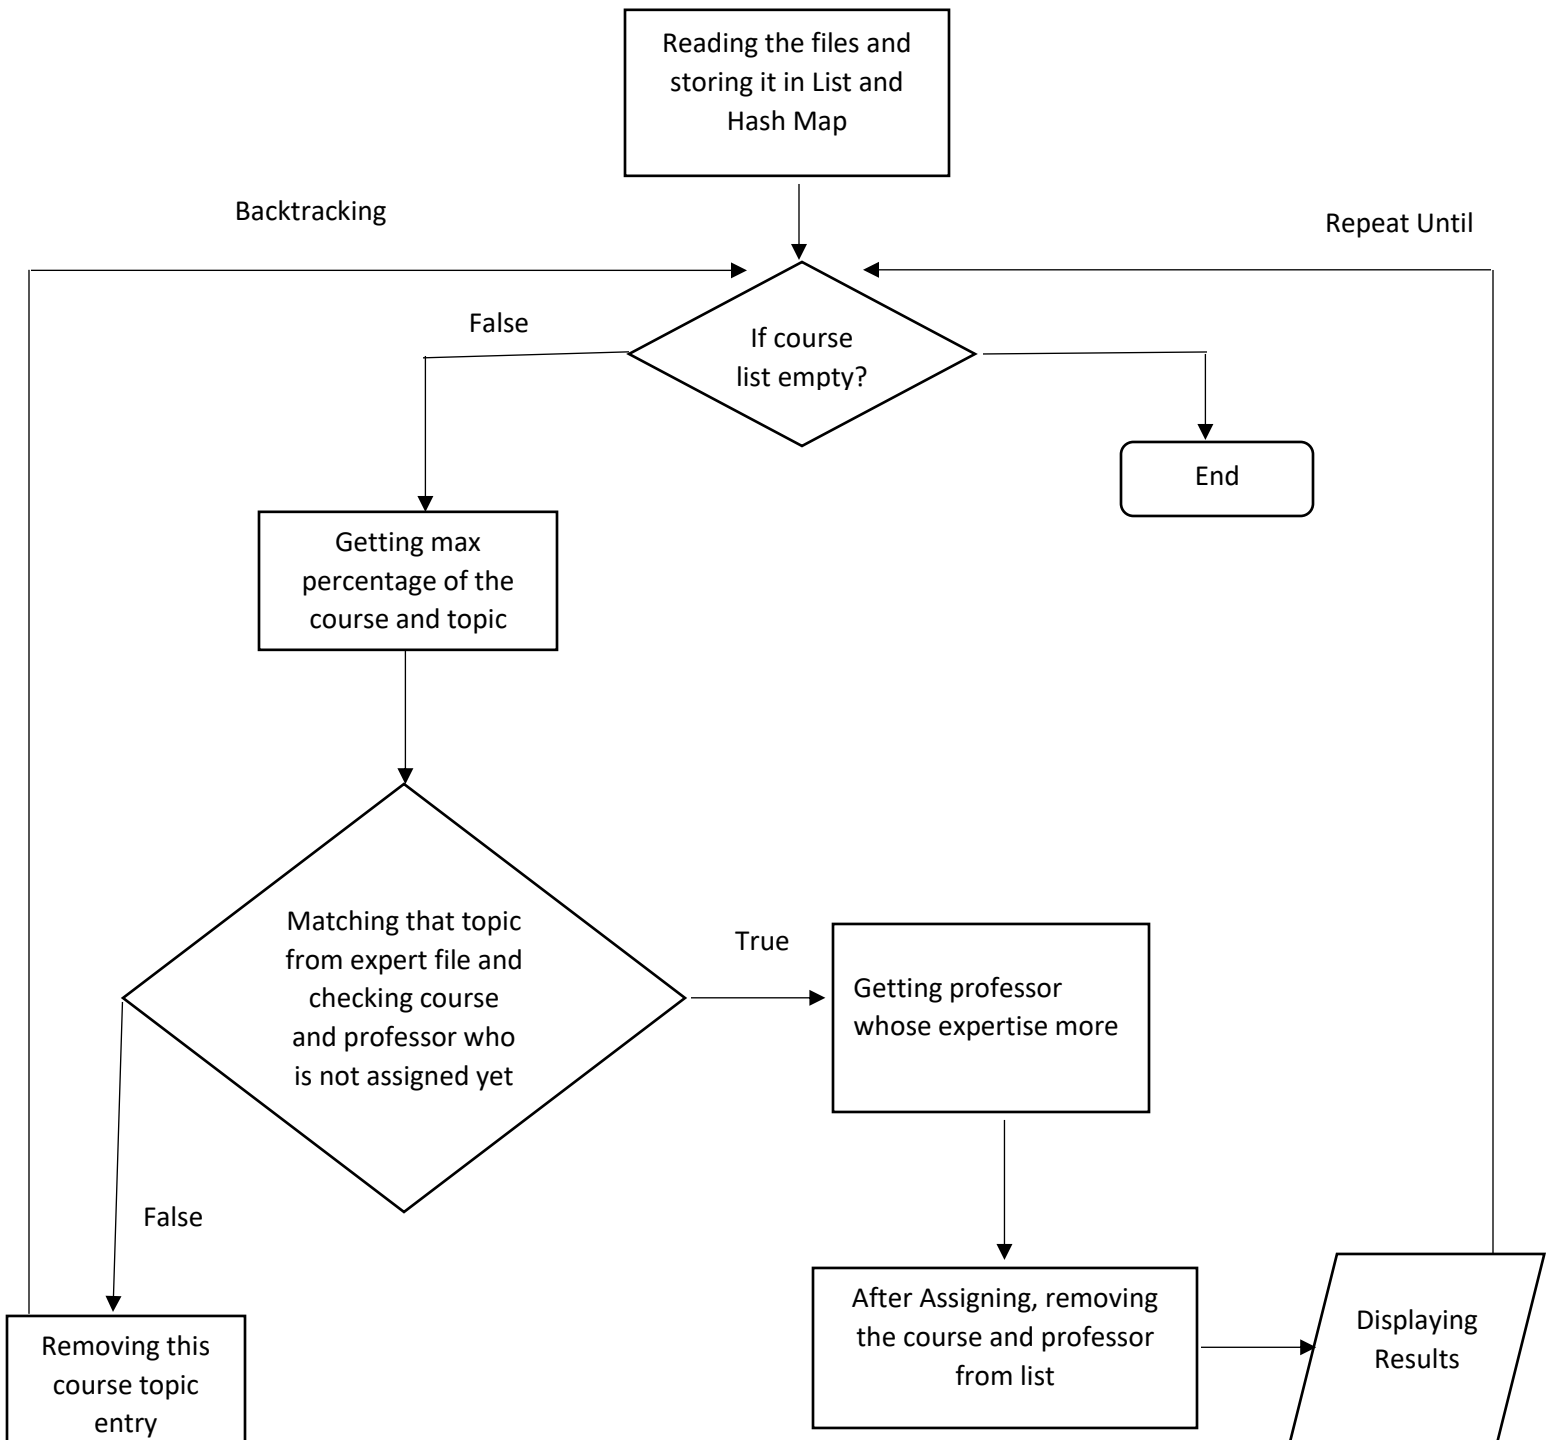 Reading the files and
storing it in List and
Hash Map
Backtracking
Repeat Until
False
If course
list empty?
End
Getting max
percentage of the
course and topic
Matching that topic
from expert file and
checking course
and professor who
is not assigned yet
True
Getting professor
whose expertise more
False
After Assigning, removing
the course and professor
from list
Displaying
Results
Removing this
course topic
entry